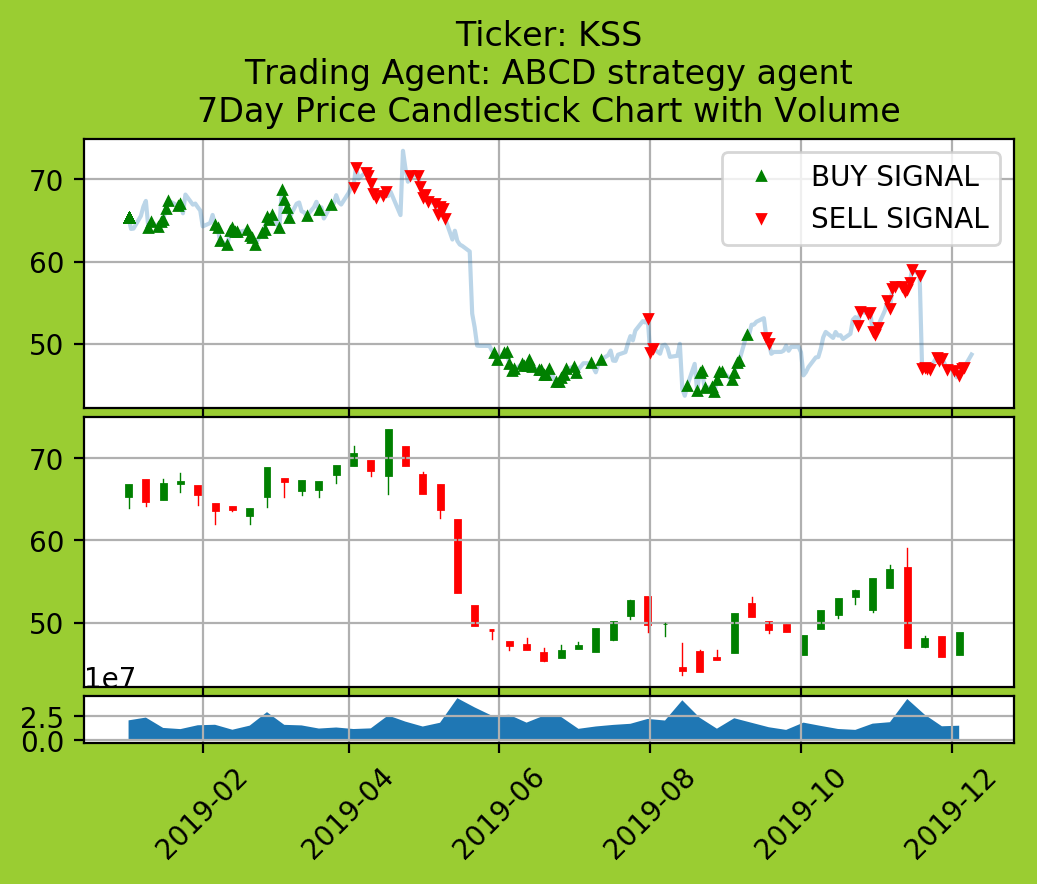 Ticker: KSS
Trading Agent: ABCD strategy agent
7Day Price Candlestick Chart with Volume
BUY SIGNAL
SELL SIGNAL
70
60
50
70
60
50
1e7
2.5
0.0
2019-02
2019-04
2019-06
2019-08
2019-10
2019-12